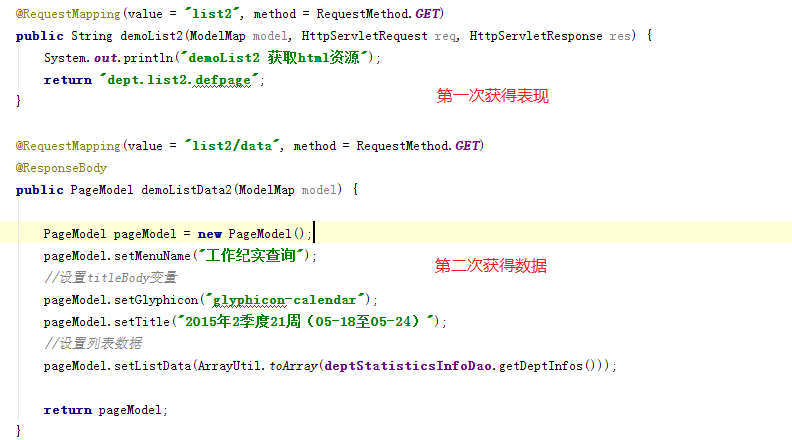 @RequestMapping(value = "list2", method = RequestMethod.GET)
public String demoList2(ModelMap model, HttpServletRequest req, HttpServletResponse res) {
System.out.println("demoList2 获取html资源");
return "dept.list2.defpage";
第一次获得表现
}
@RequestMapping(value = "list2/data", method = RequestMethod.GET)
@ResponseBody
public PageModel demoListData2(ModelMap model) {
PageModel pageModel = new PageModel();
pageModel.setMenuName("工作纪实查询");
第二次获得数据
//设置titleBody变量
pageModel.setGlyphicon("glyphicon-calendar");
pageModel.setTitle("2015年2季度21周（05-18至05-24）");
//设置列表数据
pageModel.setListData(ArrayUtil.toArray(deptStatisticsInfoDao.getDeptInfos()));
return pageModel;
}